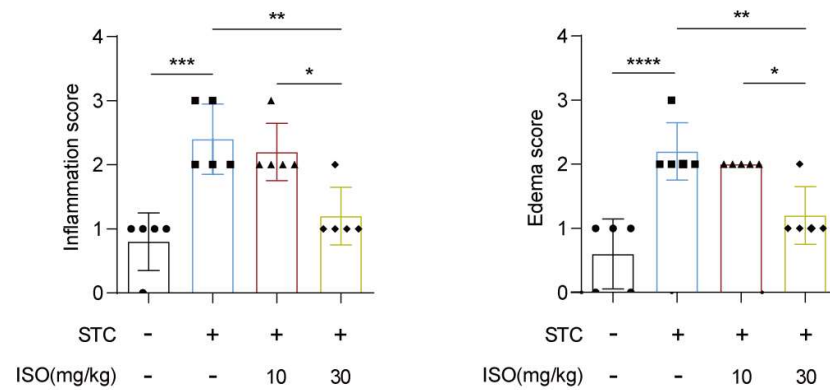 **
**
***
*
****
*
Inflammation score
4
3
2
1
0
Edema score
4
3
2
1
0
STC - + + +
STC - + + +
ISO(mg/kg) - - 10 30
ISO(mg/kg) - - 10 30